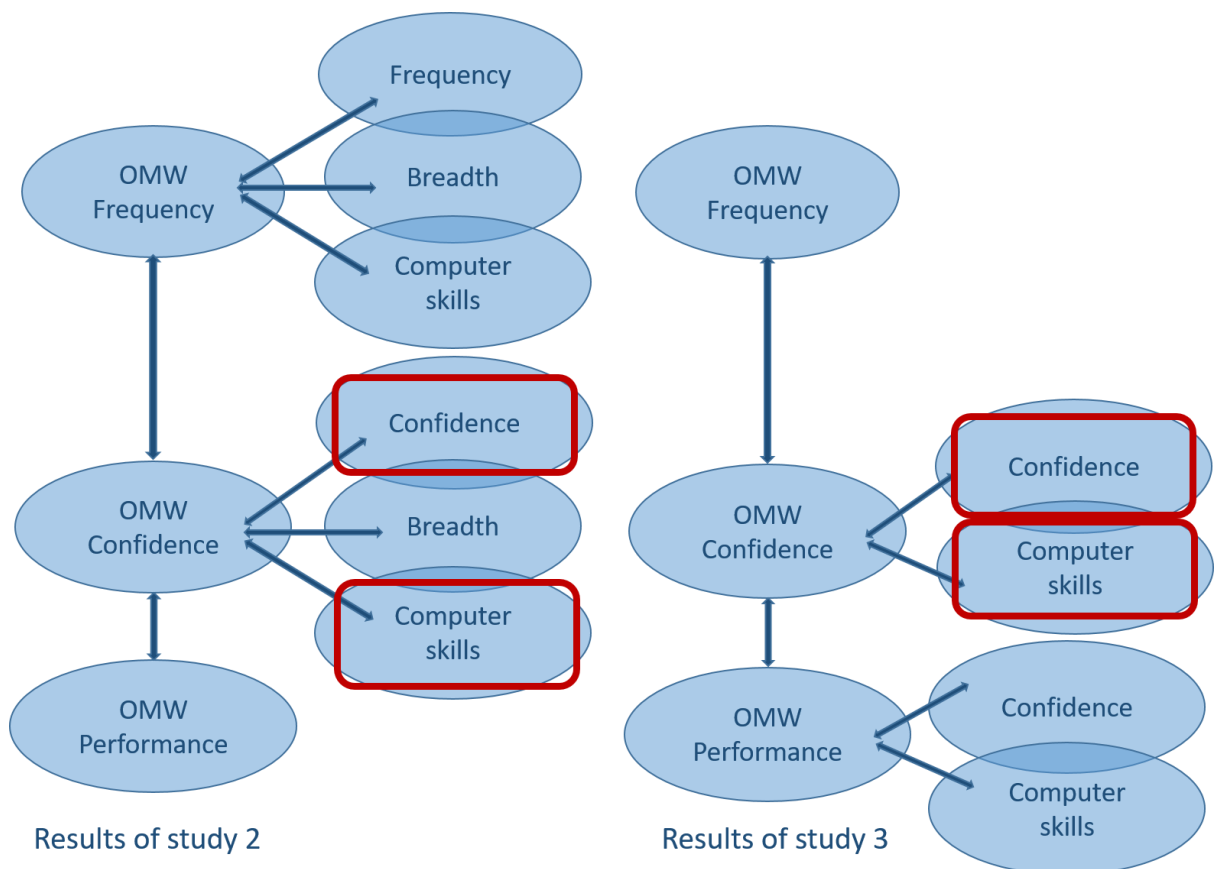 Frequency
OMW
Frequency
Breadth
Computer
skills
Confidence
OMW
Confidence
Breadth
Computer
skills
OMW
Performance
Results of study 2
OMW
Frequency
Confidence
OMW
Confidence
Computer
skills
Confidence
OMW
Performance
Computer
skills
Results of study 3